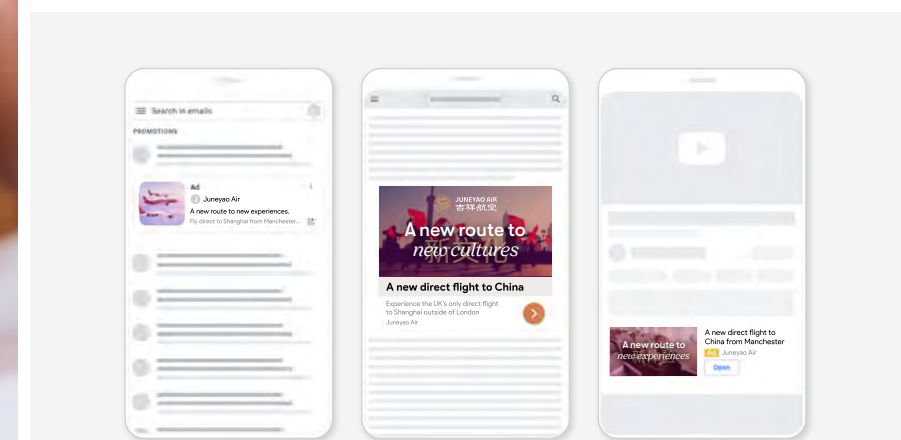 Search in emails
PROMOTIONS
Ad
Juneyao Air
A new route to new experiences.
Fly direct to Shanghai from Manchester...
JUNEYAO AIR
吉祥航空
A new route to
新文化
new cultures
A new direct flight to China
Experience the UK's only direct flight
to Shanghai outside of London
Juneyao Air
A new route to
new experiences
A new direct flight to
China from Manchester
Ad Juneyao Air
Open